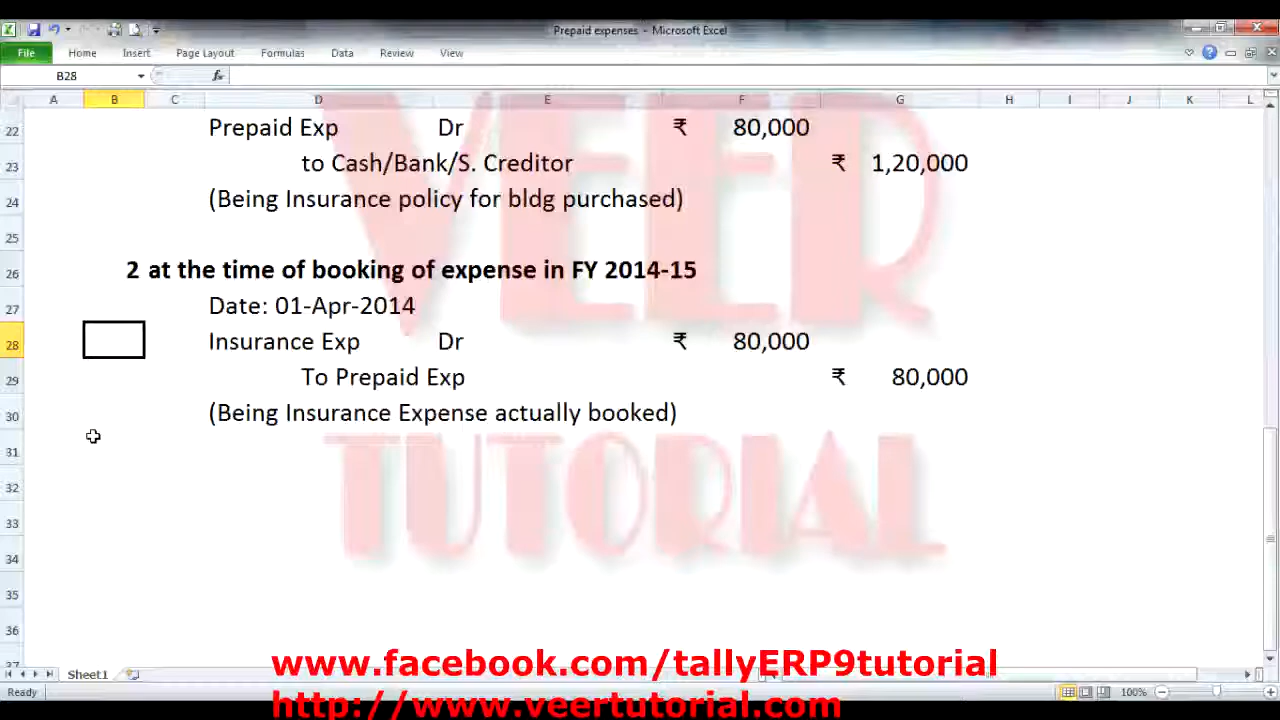 Prepaid expenses - Microsoft Excel
File Home Insert Page Layout Formulas Data Review View
B28 fx
A B C D E F G H I J K L
22 Prepaid Exp Dr ₹ 80,000
23 to Cash/Bank/S. Creditor ₹ 1,20,000
24 (Being Insurance policy for bldg purchased)
25
26 2 at the time of booking of expense in FY 2014-15
27 Date: 01-Apr-2014
28 Insurance Exp Dr ₹ 80,000
29 To Prepaid Exp ₹ 80,000
30 (Being Insurance Expense actually booked)
31
32
33
34
35
36
37
VEER
TUTORIAL
www.facebook.com/tallyERP9tutorial
Sheet1
Ready 100%
http://www.veertutorial.com